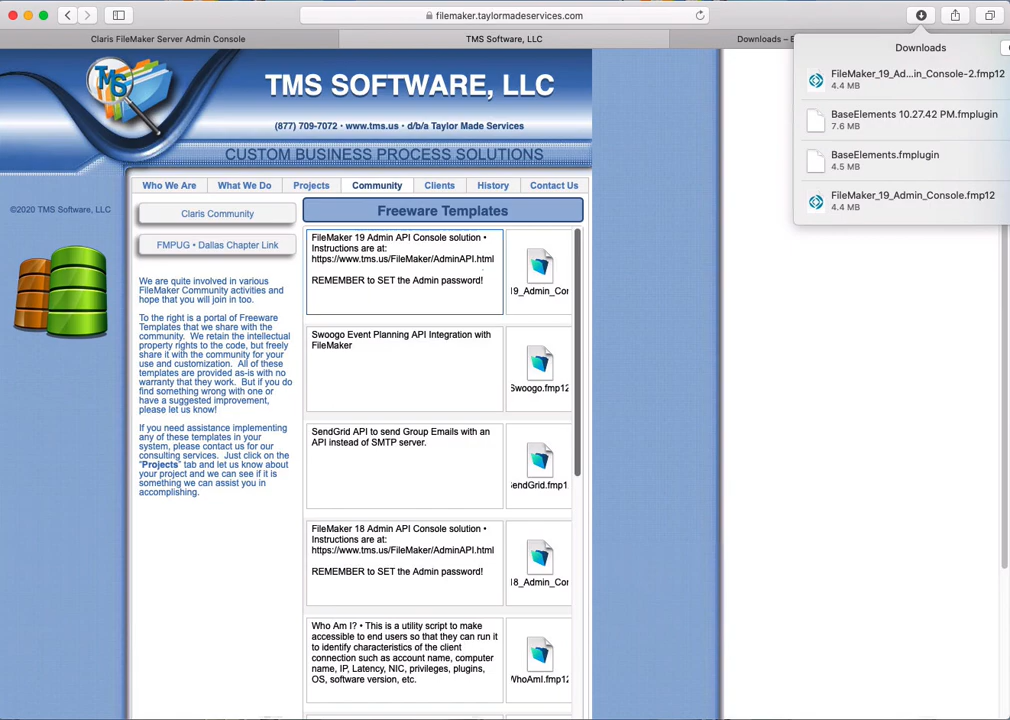 filemaker.taylormadeservices.com
Claris FileMaker Server Admin Console
TMS Software, LLC
Downloads –
Downloads
FileMaker_19_Ad...in_Console-2.fmp12
4.4 MB
BaseElements 10.27.42 PM.fmplugin
7.6 MB
BaseElements.fmplugin
4.5 MB
FileMaker_19_Admin_Console.fmp12
4.4 MB
TMS
TMS SOFTWARE, LLC
(877) 709-7072 • www.tms.us • d/b/a Taylor Made Services
CUSTOM BUSINESS PROCESS SOLUTIONS
Who We Are
What We Do
Projects
Community
Clients
History
Contact Us
©2020 TMS Software, LLC
Claris Community
FMPUG • Dallas Chapter Link
We are quite involved in various
FileMaker Community activities and
hope that you will join in too.
To the right is a portal of Freeware
Templates that we share with the
community. We retain the intellectual
property rights to the code, but freely
share it with the community for your
use and customization. All of these
templates are provided as-is with no
warranty that they work. But if you do
find something wrong with one or
have a suggested improvement,
please let us know!
If you need assistance implementing
any of these templates in your
system, please contact us for our
consulting services. Just click on the
"Projects" tab and let us know about
your project and we can see if it is
something we can assist you in
accomplishing.
Freeware Templates
FileMaker 19 Admin API Console solution •
Instructions are at:
https://www.tms.us/FileMaker/AdminAPI.html
REMEMBER to SET the Admin password!
19_Admin_Con
Swoogo Event Planning API Integration with
FileMaker
Swoogo.fmp12
SendGrid API to send Group Emails with an
API instead of SMTP server.
SendGrid.fmp1
FileMaker 18 Admin API Console solution •
Instructions are at:
https://www.tms.us/FileMaker/AdminAPI.html
REMEMBER to SET the Admin password!
18_Admin_Con
Who Am I? • This is a utility script to make
accessible to end users so that they can run it
to identify characteristics of the client
connection such as account name, computer
name, IP, Latency, NIC, privileges, plugins,
OS, software version, etc.
WhoAmI.fmp12